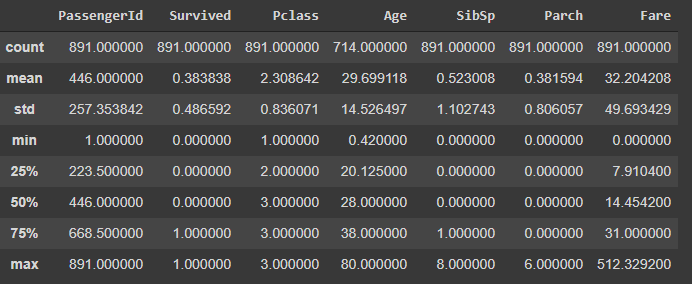 PassengerId Survived Pclass Age SibSp Parch Fare
count 891.000000 891.000000 891.000000 714.000000 891.000000 891.000000 891.000000
mean 446.000000 0.383838 2.308642 29.699118 0.523008 0.381594 32.204208
std 257.353842 0.486592 0.836071 14.526497 1.102743 0.806057 49.693429
min 1.000000 0.000000 1.000000 0.420000 0.000000 0.000000 0.000000
25% 223.500000 0.000000 2.000000 20.125000 0.000000 0.000000 7.910400
50% 446.000000 0.000000 3.000000 28.000000 0.000000 0.000000 14.454200
75% 668.500000 1.000000 3.000000 38.000000 1.000000 0.000000 31.000000
max 891.000000 1.000000 3.000000 80.000000 8.000000 6.000000 512.329200